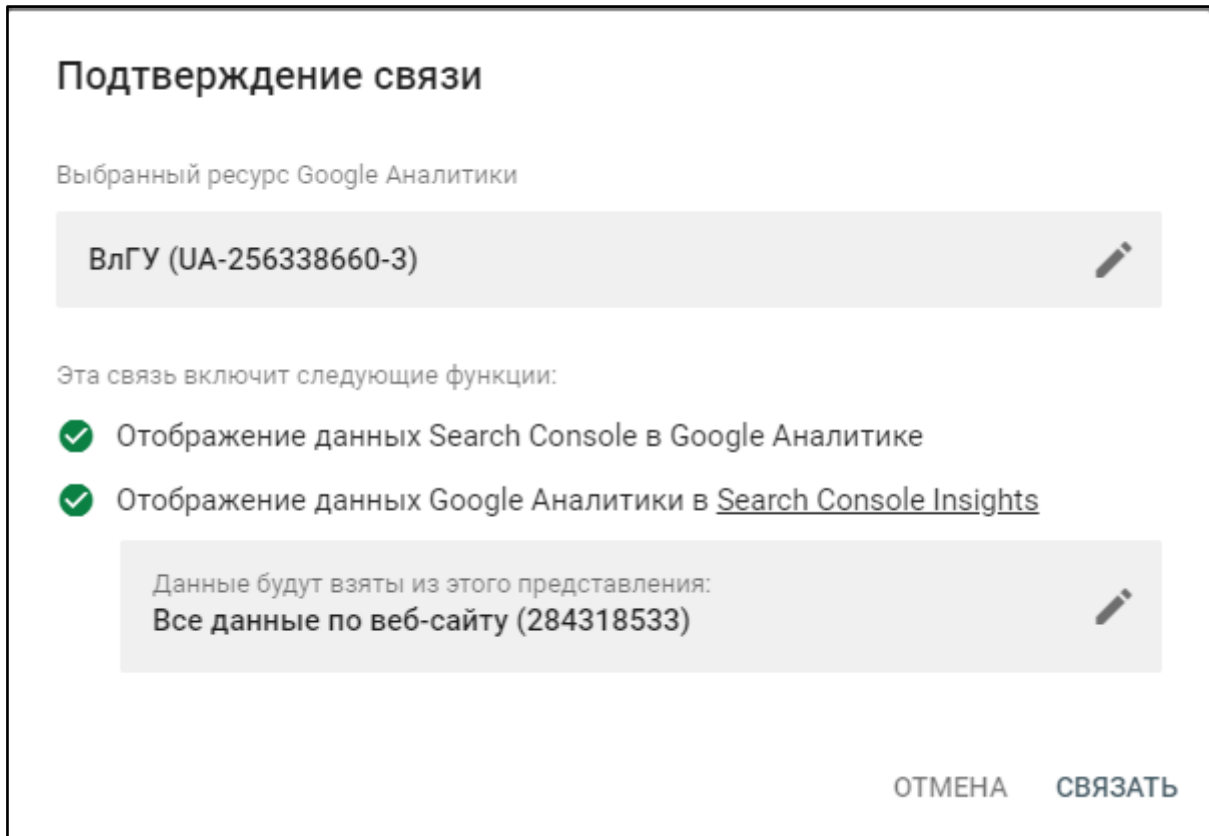 Подтверждение связи
Выбранный ресурс Google Аналитики
ВлГУ (UA-256338660-3)
Эта связь включит следующие функции:
Отображение данных Search Console в Google Аналитике
Отображение данных Google Аналитики в Search Console Insights
Данные будут взяты из этого представления:
Все данные по веб-сайту (284318533)
ОТМЕНА СВЯЗАТЬ